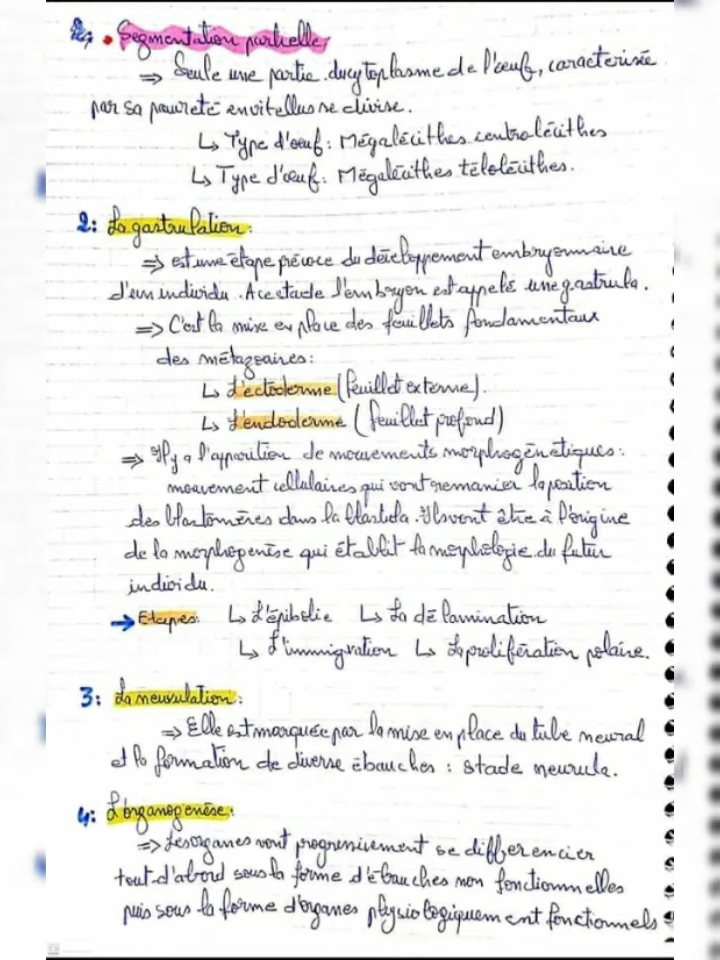 2; • Segmentation partielle;
⇒ Seule une partie du cytoplasme de l'œuf, caractérisée
par sa pauvreté en vitellus se divise.
↳ Type d'œuf: Mégalécithes centrolécithes
↳ Type d'œuf: Mégalécithes télolécithes.
2: La gastrulation:
⇒ est une étape précoce du développement embryonnaire
d'un individu. A ce stade l'embryon est appelé une gastrula.
⇒ C'est la mise en place des feuillets fondamentaux
des métazoaires:
↳ L'ectoderme (feuillet externe).
↳ L'endoderme (feuillet profond)
⇒ Il y a l'apparition de mouvements morphogénétiques:
mouvement cellulaires qui vont remanier la position
des blastomères dans la blastula. Ils vont être à l'origine
de la morphogenèse qui établit la morphologie du futur
individu.
→ Etapes: ↳ L'épibolie ↳ La délamination
↳ L'immigration ↳ La prolifération polaire.
3: La neurulation:
⇒ Elle est marquée par la mise en place du tube neural
et la formation de diverse ébauches : stade neurula.
4: L'organogenèse:
⇒ Les organes vont progressivement se différencier
tout d'abord sous la forme d'ébauches non fonctionnelles
puis sous la forme d'organes physiologiquement fonctionnels